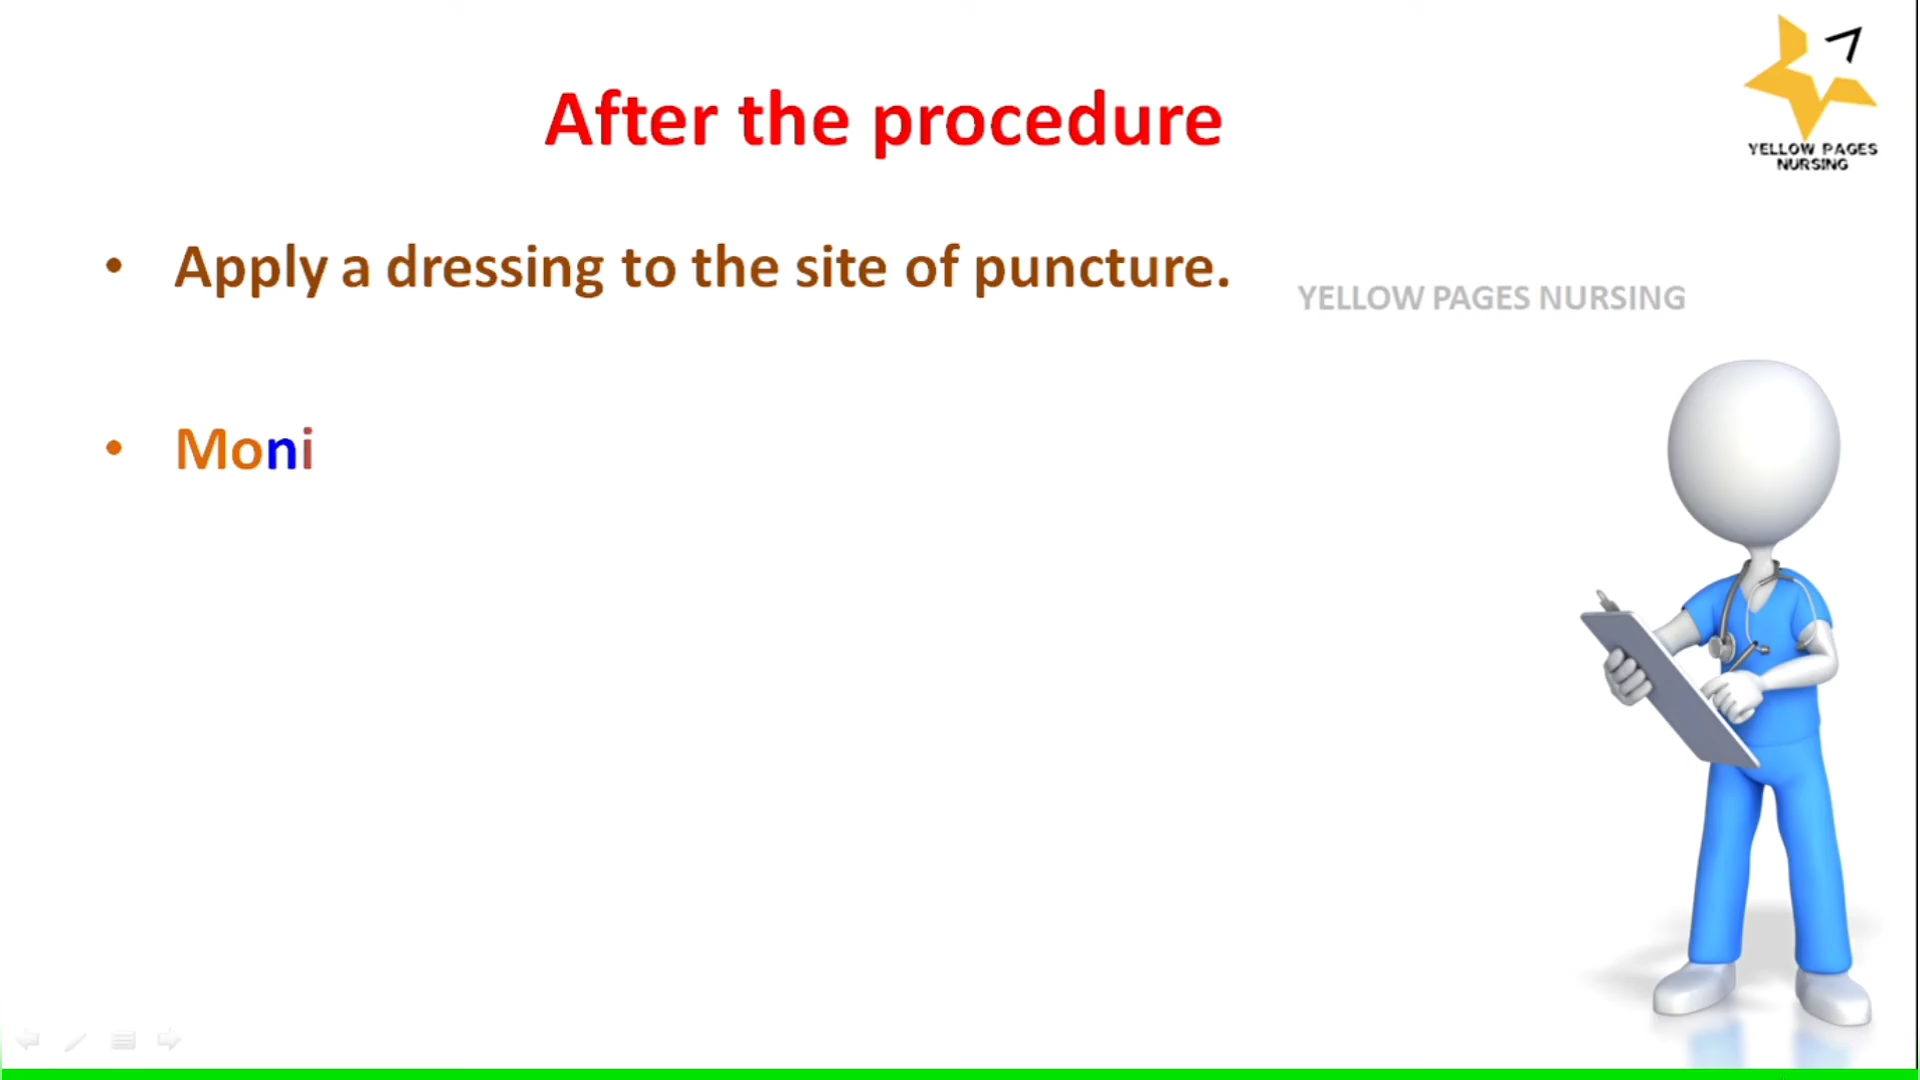 After the procedure
YELLOW PAGES
NURSING
• Apply a dressing to the site of puncture.
YELLOW PAGES NURSING
• Moni